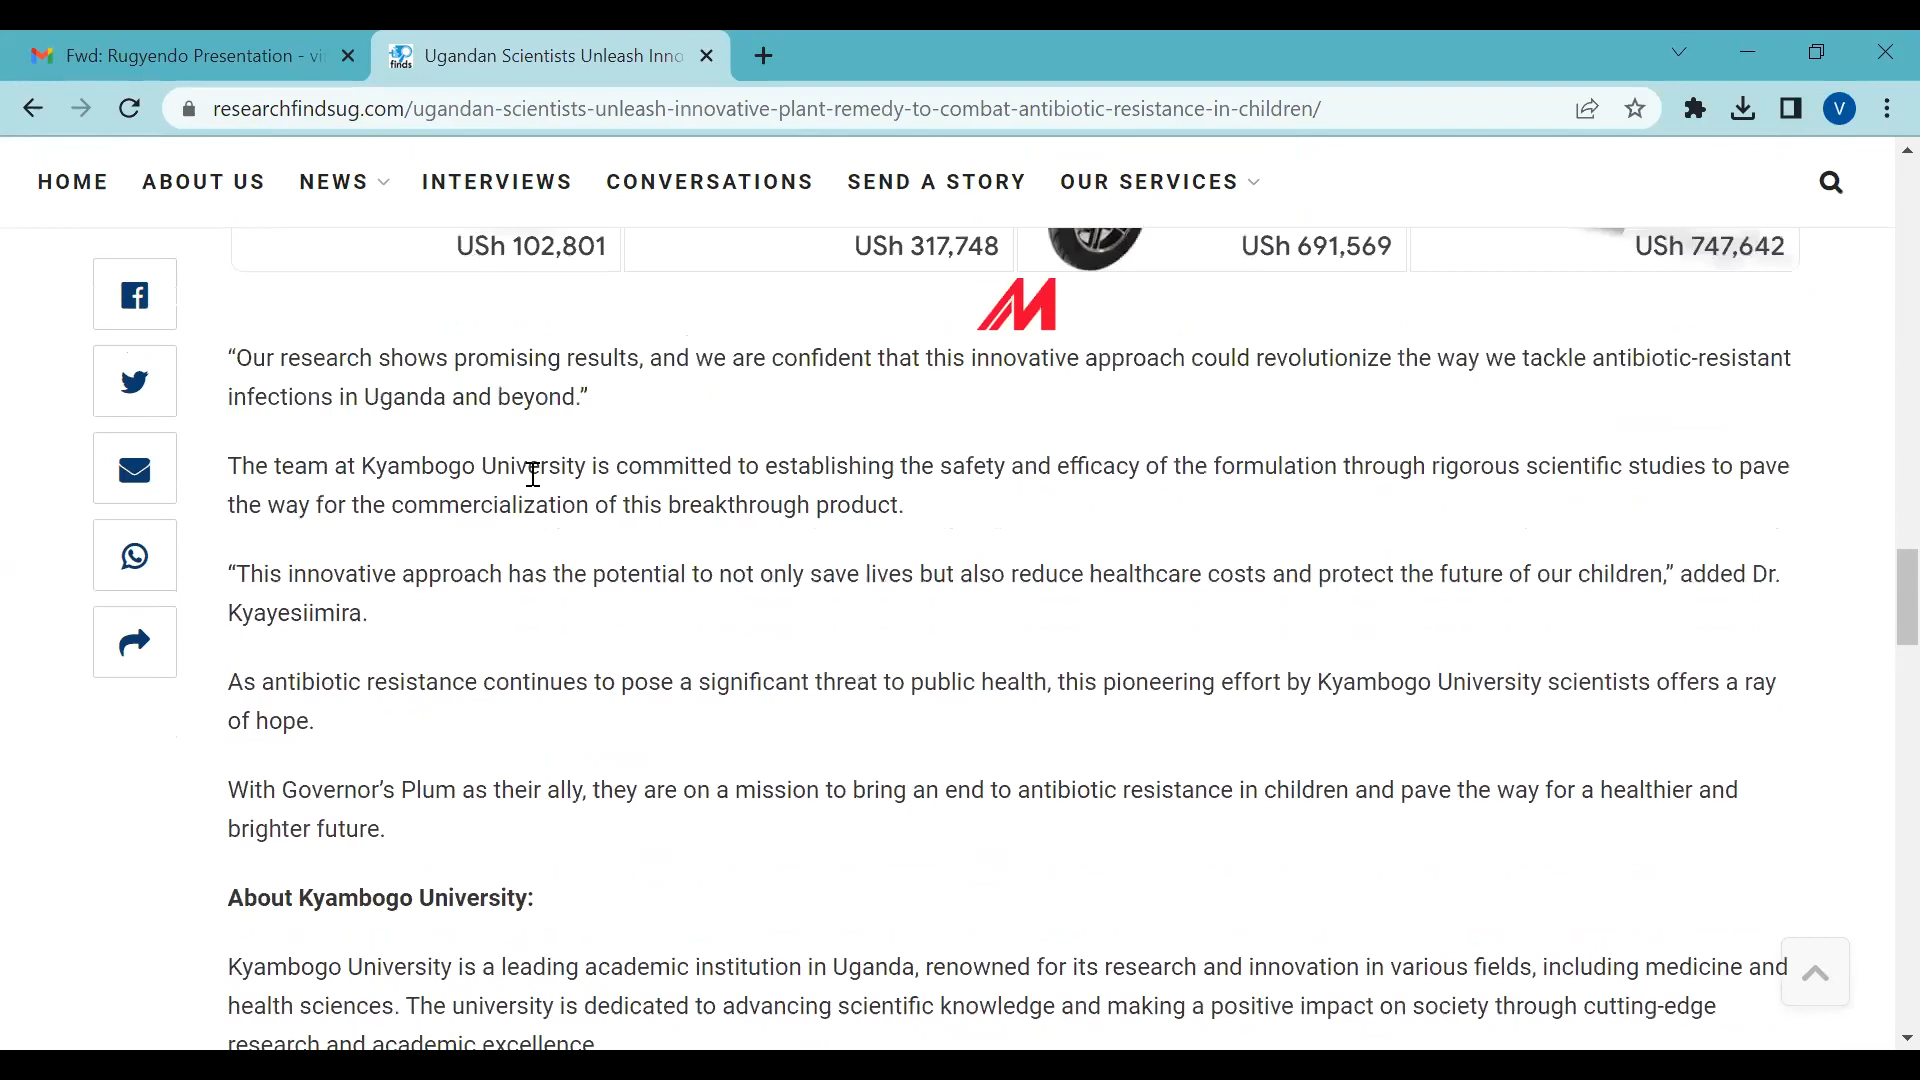 Fwd: Rugyendo Presentation - vi
finds
Ugandan Scientists Unleash Inno
researchfindsug.com/ugandan-scientists-unleash-innovative-plant-remedy-to-combat-antibiotic-resistance-in-children/
V
HOME ABOUT US NEWS INTERVIEWS CONVERSATIONS SEND A STORY OUR SERVICES
USh 102,801 USh 317,748 USh 691,569 USh 747,642
“Our research shows promising results, and we are confident that this innovative approach could revolutionize the way we tackle antibiotic-resistant
infections in Uganda and beyond.”
The team at Kyambogo University is committed to establishing the safety and efficacy of the formulation through rigorous scientific studies to pave
the way for the commercialization of this breakthrough product.
“This innovative approach has the potential to not only save lives but also reduce healthcare costs and protect the future of our children,” added Dr.
Kyayesiimira.
As antibiotic resistance continues to pose a significant threat to public health, this pioneering effort by Kyambogo University scientists offers a ray
of hope.
With Governor’s Plum as their ally, they are on a mission to bring an end to antibiotic resistance in children and pave the way for a healthier and
brighter future.
About Kyambogo University:
Kyambogo University is a leading academic institution in Uganda, renowned for its research and innovation in various fields, including medicine and
health sciences. The university is dedicated to advancing scientific knowledge and making a positive impact on society through cutting-edge
research and academic excellence.